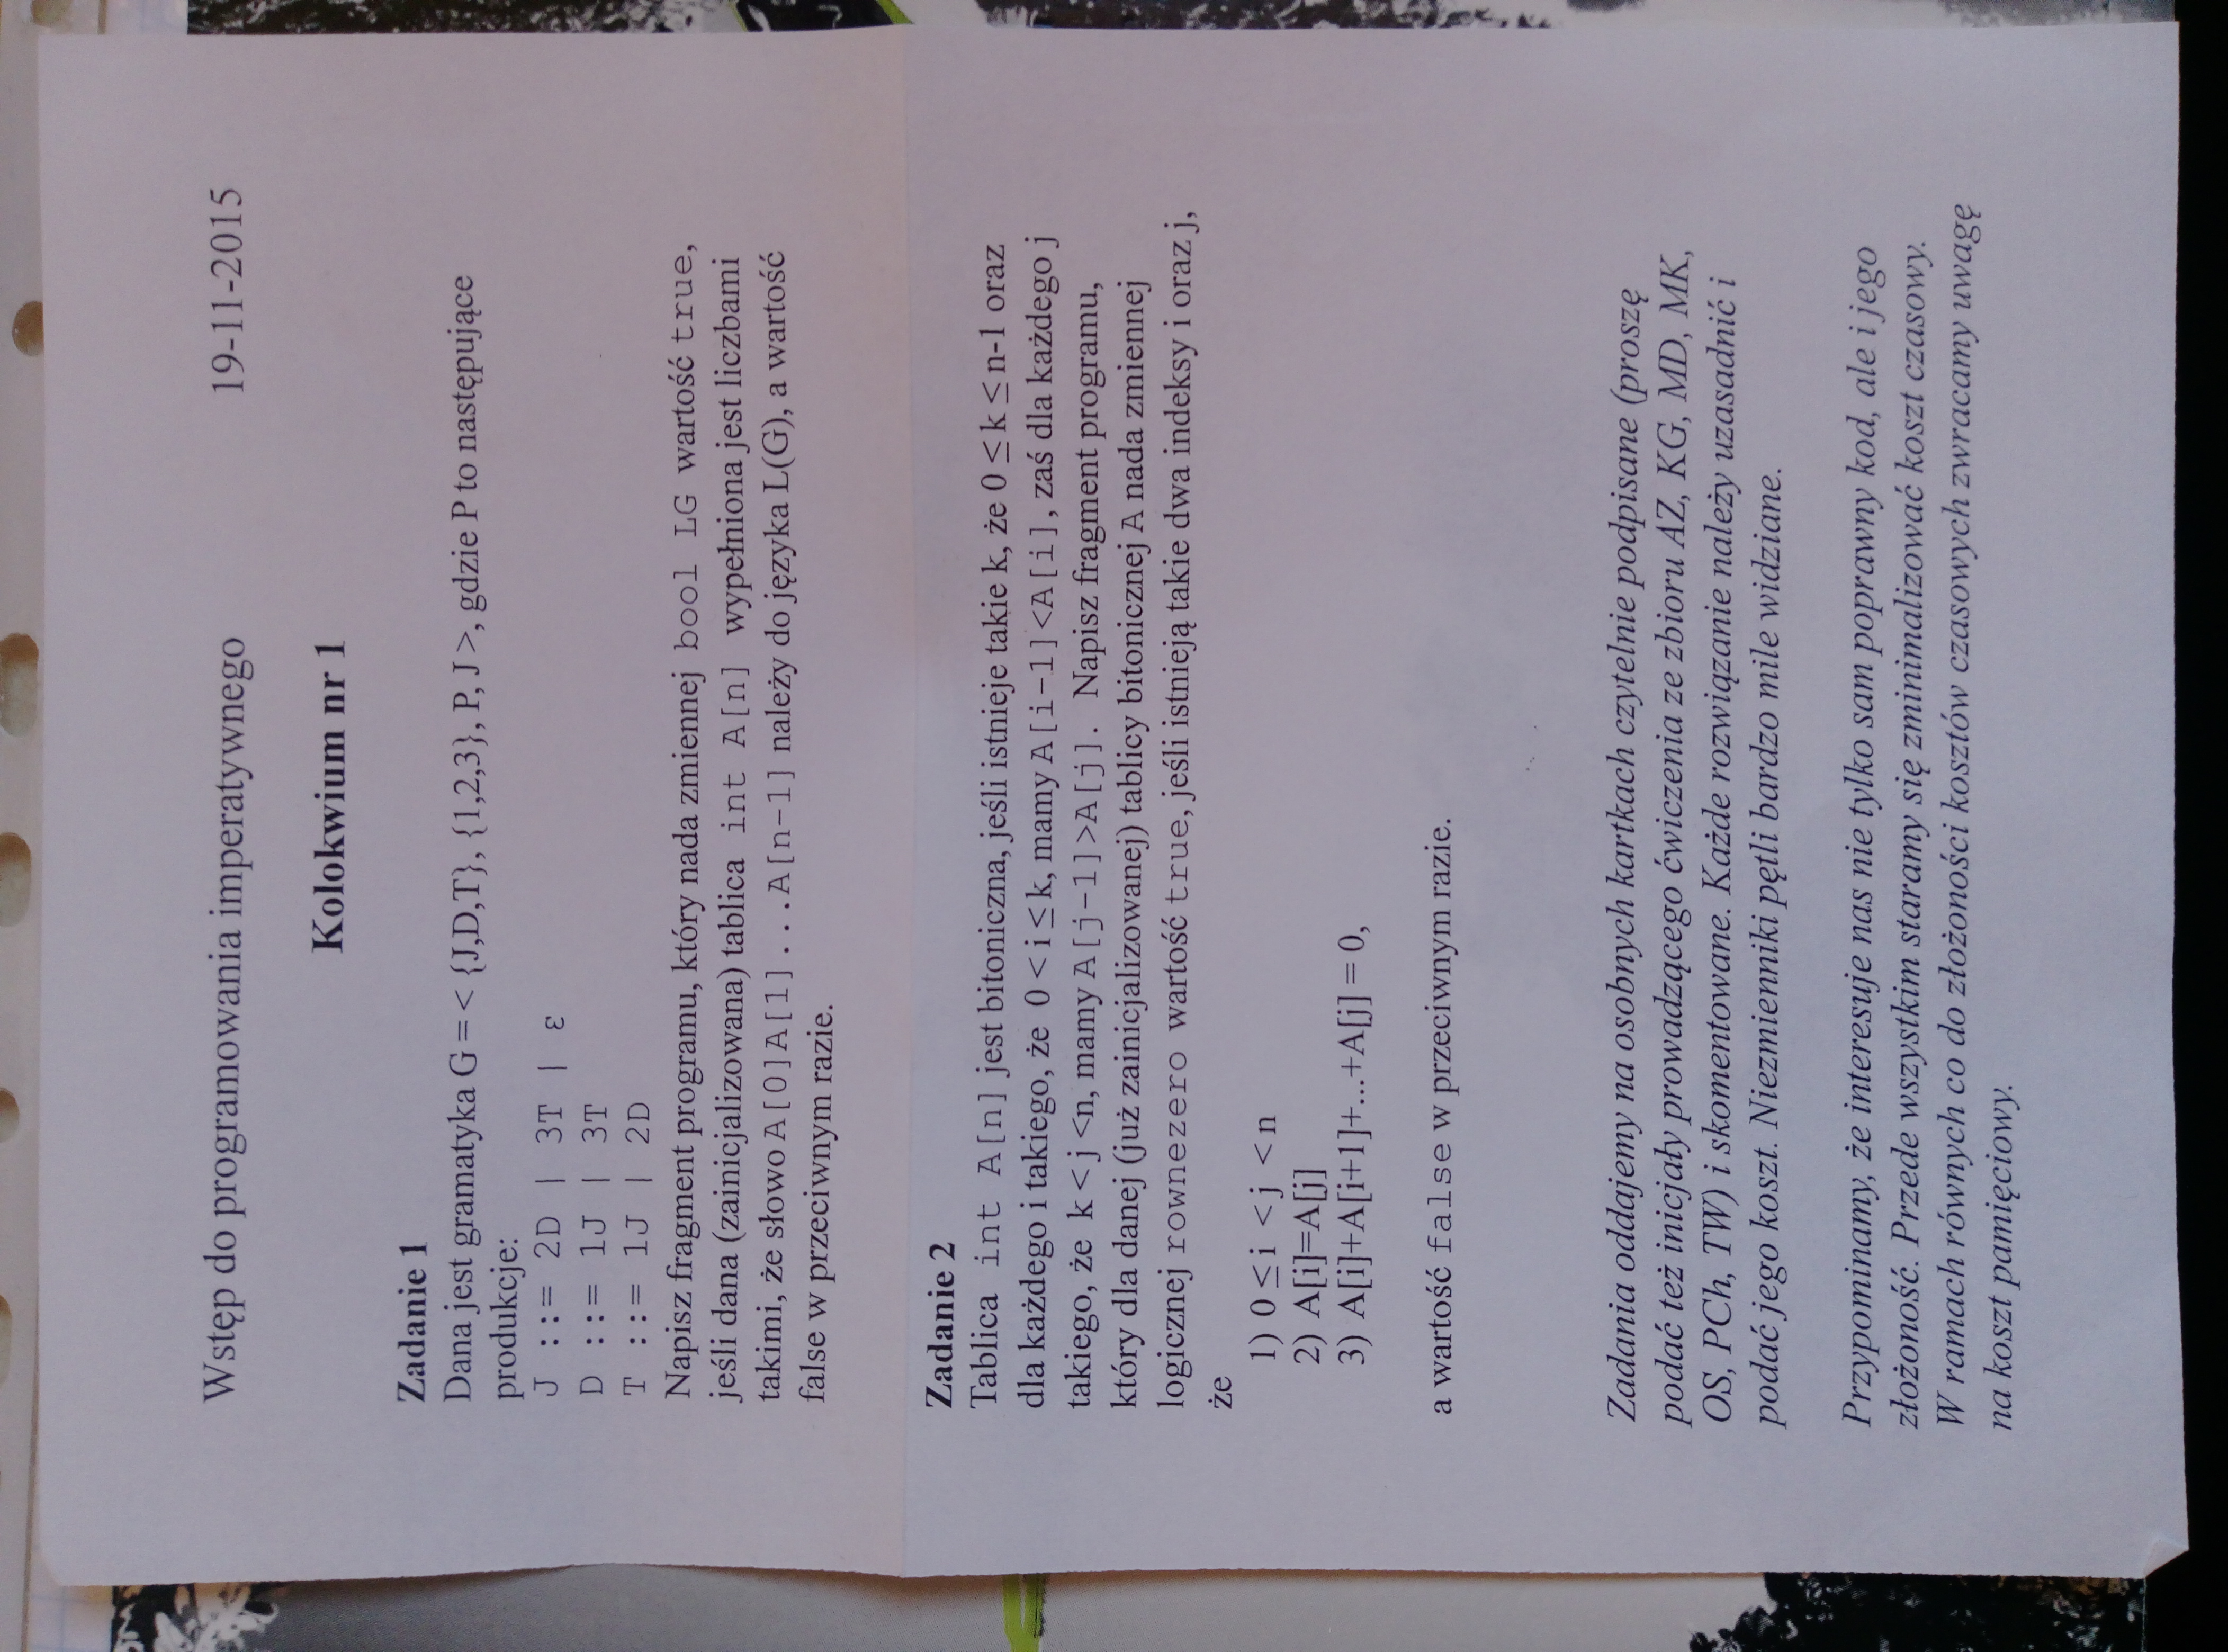 Wstęp do programowania imperatywnego 19-11-2015
Kolokwium nr 1
Zadanie 1
Dana jest gramatyka G = < {J,D,T}, {1,2,3}, P, J >, gdzie P to następujące
produkcje:
J ::= 2D | 3T | ε
D ::= 1J | 3T
T ::= 1J | 2D
Napisz fragment programu, który nada zmiennej bool LG wartość true,
jeśli dana (zainicjalizowana) tablica int A[n] wypełniona jest liczbami
takimi, że słowo A[0]A[1]...A[n-1] należy do języka L(G), a wartość
false w przeciwnym razie.
Zadanie 2
Tablica int A[n] jest bitoniczna, jeśli istnieje takie k, że 0 ≤ k ≤ n-1 oraz
dla każdego i takiego, że 0 < i ≤ k, mamy A[i-1]<A[i], zaś dla każdego j
takiego, że k < j <n, mamy A[j-1]>A[j]. Napisz fragment programu,
który dla danej (już zainicjalizowanej) tablicy bitonicznej A nada zmiennej
logicznej rownezero wartość true, jeśli istnieją takie dwa indeksy i oraz j,
że
1) 0 ≤ i < j < n
2) A[i]=A[j]
3) A[i]+A[i+1]+...+A[j] = 0,
a wartość false w przeciwnym razie.
Zadania oddajemy na osobnych kartkach czytelnie podpisane (proszę
podać też inicjały prowadzącego ćwiczenia ze zbioru AZ, KG, MD, MK,
OS, PCh, TW) i skomentowane. Każde rozwiązanie należy uzasadnić i
podać jego koszt. Niezmienniki pętli bardzo mile widziane.
Przypominamy, że interesuje nas nie tylko sam poprawny kod, ale i jego
złożoność. Przede wszystkim staramy się zminimalizować koszt czasowy.
W ramach równych co do złożoności kosztów czasowych zwracamy uwagę
na koszt pamięciowy.